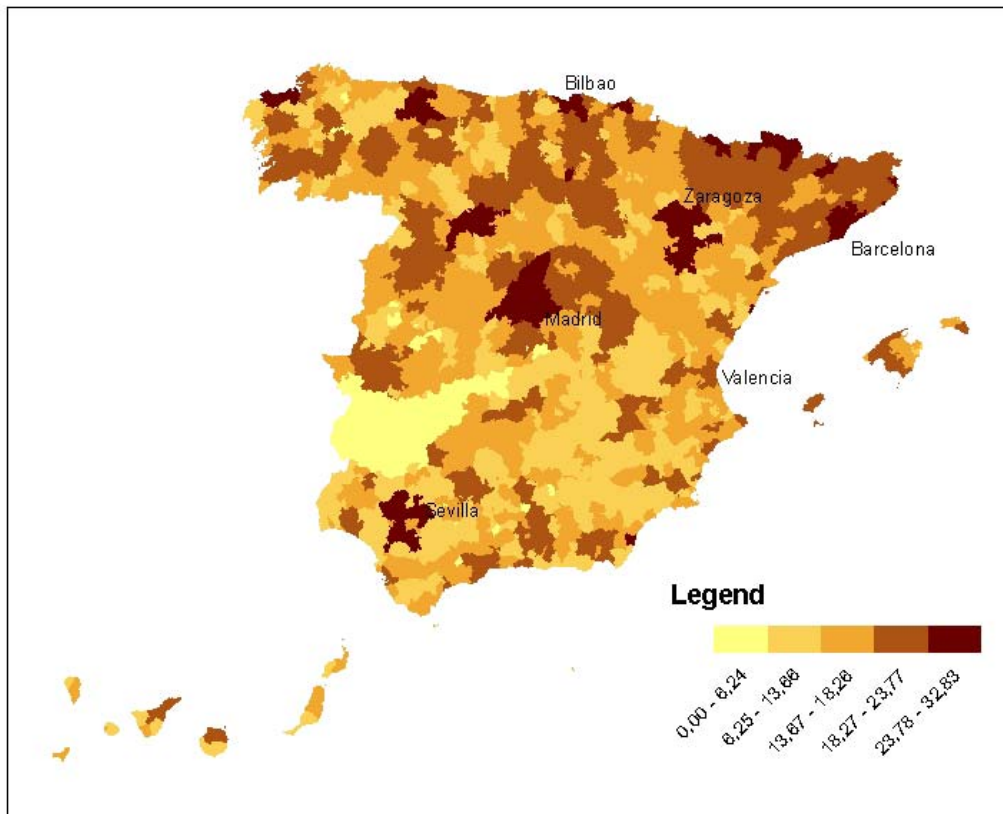 Bilbao
Zaragoza
Barcelona
Madrid
Valencia
Sevilla
Legend
0,00 - 6,24
6,25 - 13,66
13,67 - 18,26
18,27 - 23,77
23,78 - 32,83